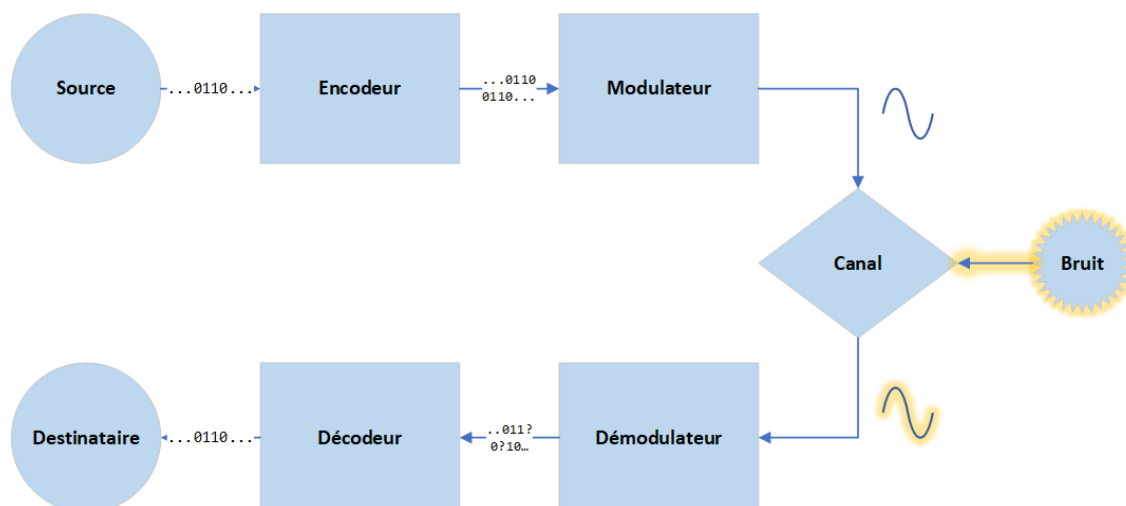 Source
...0110...
Encodeur
...0110
0110...
Modulateur
Canal
Bruit
Destinataire
...0110...
Décodeur
..011?
0?10…
Démodulateur